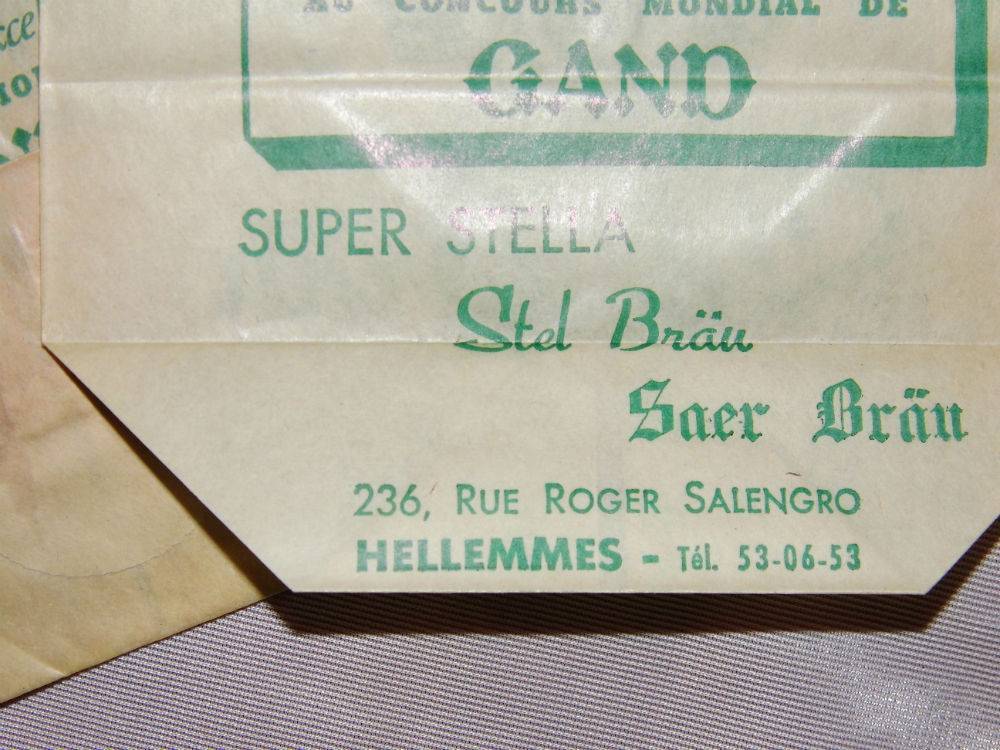 AU CONCOURS MONDIAL DE
GAND
SUPER STELLA
Stel Bräu
Saer Bräu
236, RUE ROGER SALENGRO
HELLEMMES - Tél. 53-06-53